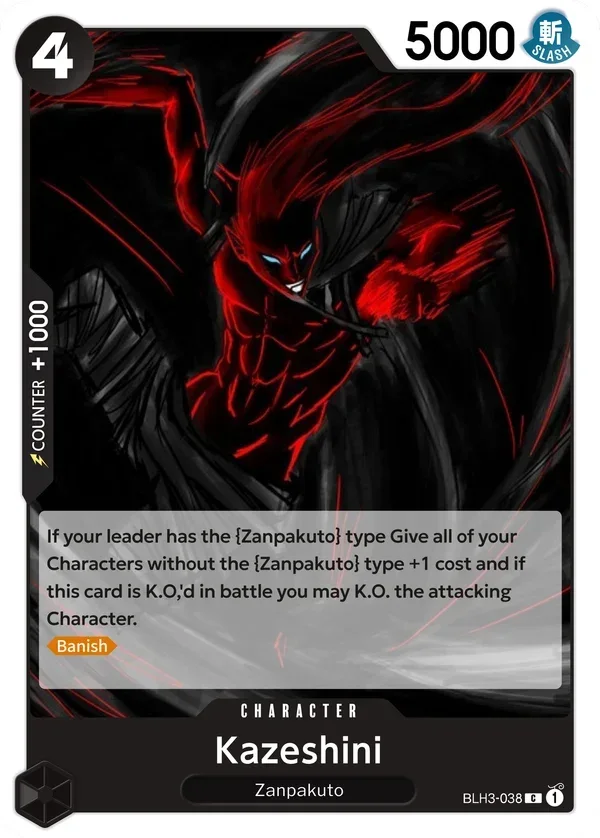 4
5000
斬
SLASH
COUNTER +1000
If your leader has the {Zanpakuto} type Give all of your
Characters without the {Zanpakuto} type +1 cost and if
this card is K.O,'d in battle you may K.O. the attacking
Character.
Banish
CHARACTER
Kazeshini
Zanpakuto
BLH3-038 C 1